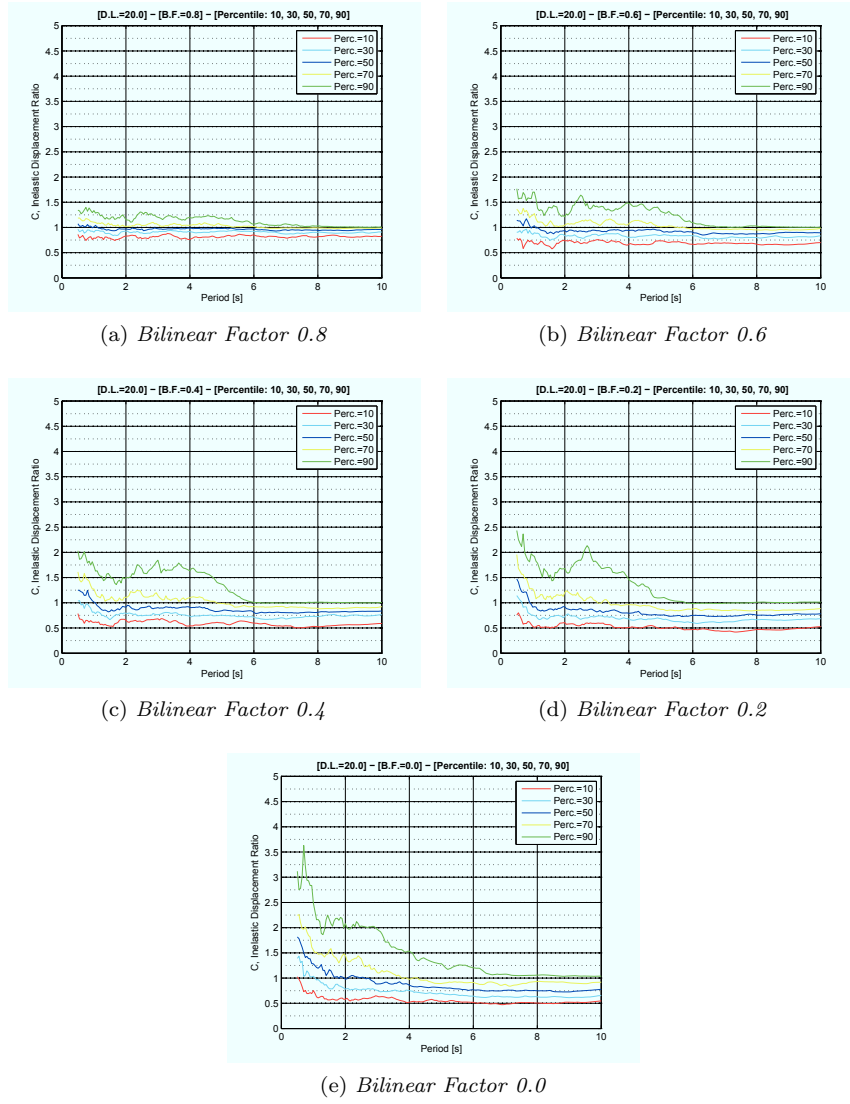 [D.L.=20.0] − [B.F.=0.8] − [Percentile: 10, 30, 50, 70, 90]
5
4.5
4
3.5
3
2.5
2
1.5
1
0.5
0
C, Inelastic Displacement Ratio
Perc.=10
Perc.=30
Perc.=50
Perc.=70
Perc.=90
0 2 4 6 8 10
Period [s]
(a) Bilinear Factor 0.8
[D.L.=20.0] − [B.F.=0.6] − [Percentile: 10, 30, 50, 70, 90]
5
4.5
4
3.5
3
2.5
2
1.5
1
0.5
0
C, Inelastic Displacement Ratio
Perc.=10
Perc.=30
Perc.=50
Perc.=70
Perc.=90
0 2 4 6 8 10
Period [s]
(b) Bilinear Factor 0.6
[D.L.=20.0] − [B.F.=0.4] − [Percentile: 10, 30, 50, 70, 90]
5
4.5
4
3.5
3
2.5
2
1.5
1
0.5
0
C, Inelastic Displacement Ratio
Perc.=10
Perc.=30
Perc.=50
Perc.=70
Perc.=90
0 2 4 6 8 10
Period [s]
(c) Bilinear Factor 0.4
[D.L.=20.0] − [B.F.=0.2] − [Percentile: 10, 30, 50, 70, 90]
5
4.5
4
3.5
3
2.5
2
1.5
1
0.5
0
C, Inelastic Displacement Ratio
Perc.=10
Perc.=30
Perc.=50
Perc.=70
Perc.=90
0 2 4 6 8 10
Period [s]
(d) Bilinear Factor 0.2
[D.L.=20.0] − [B.F.=0.0] − [Percentile: 10, 30, 50, 70, 90]
5
4.5
4
3.5
3
2.5
2
1.5
1
0.5
0
C, Inelastic Displacement Ratio
Perc.=10
Perc.=30
Perc.=50
Perc.=70
Perc.=90
0 2 4 6 8 10
Period [s]
(e) Bilinear Factor 0.0